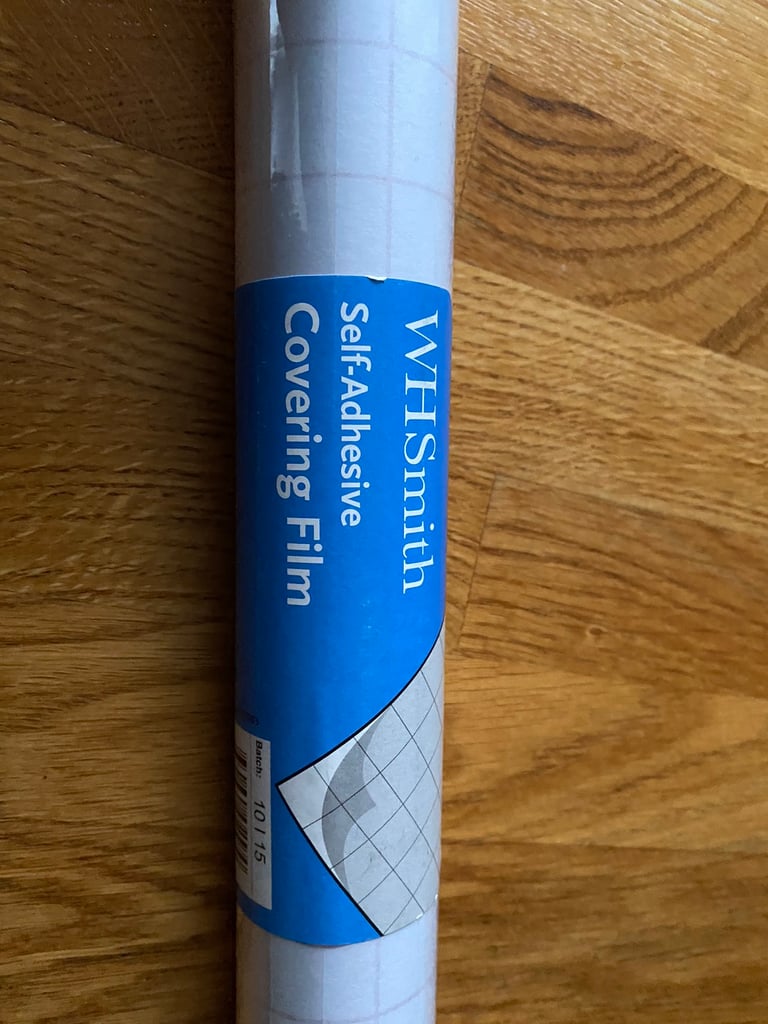 WHSmith
Self-Adhesive
Covering Film
Batch: 10 | 15